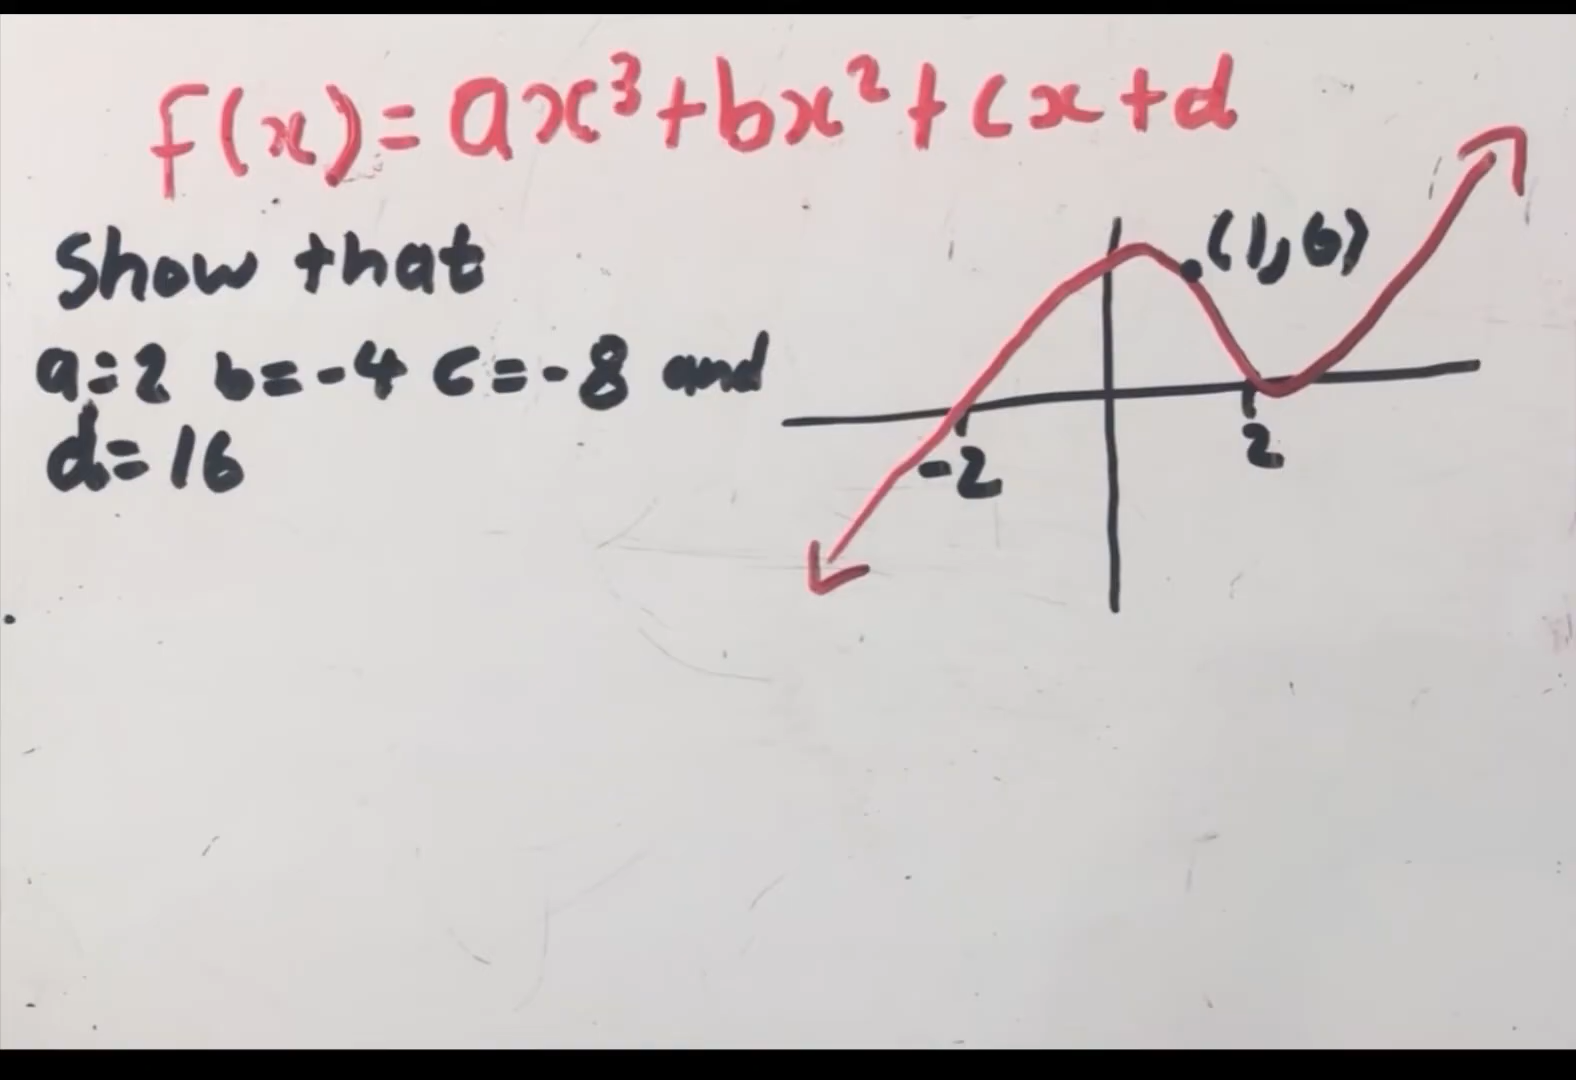 f(x)=ax³+bx²+cx+d
Show that
a=2 b=-4 c=-8 and
d=16
(1,6)
-2
2